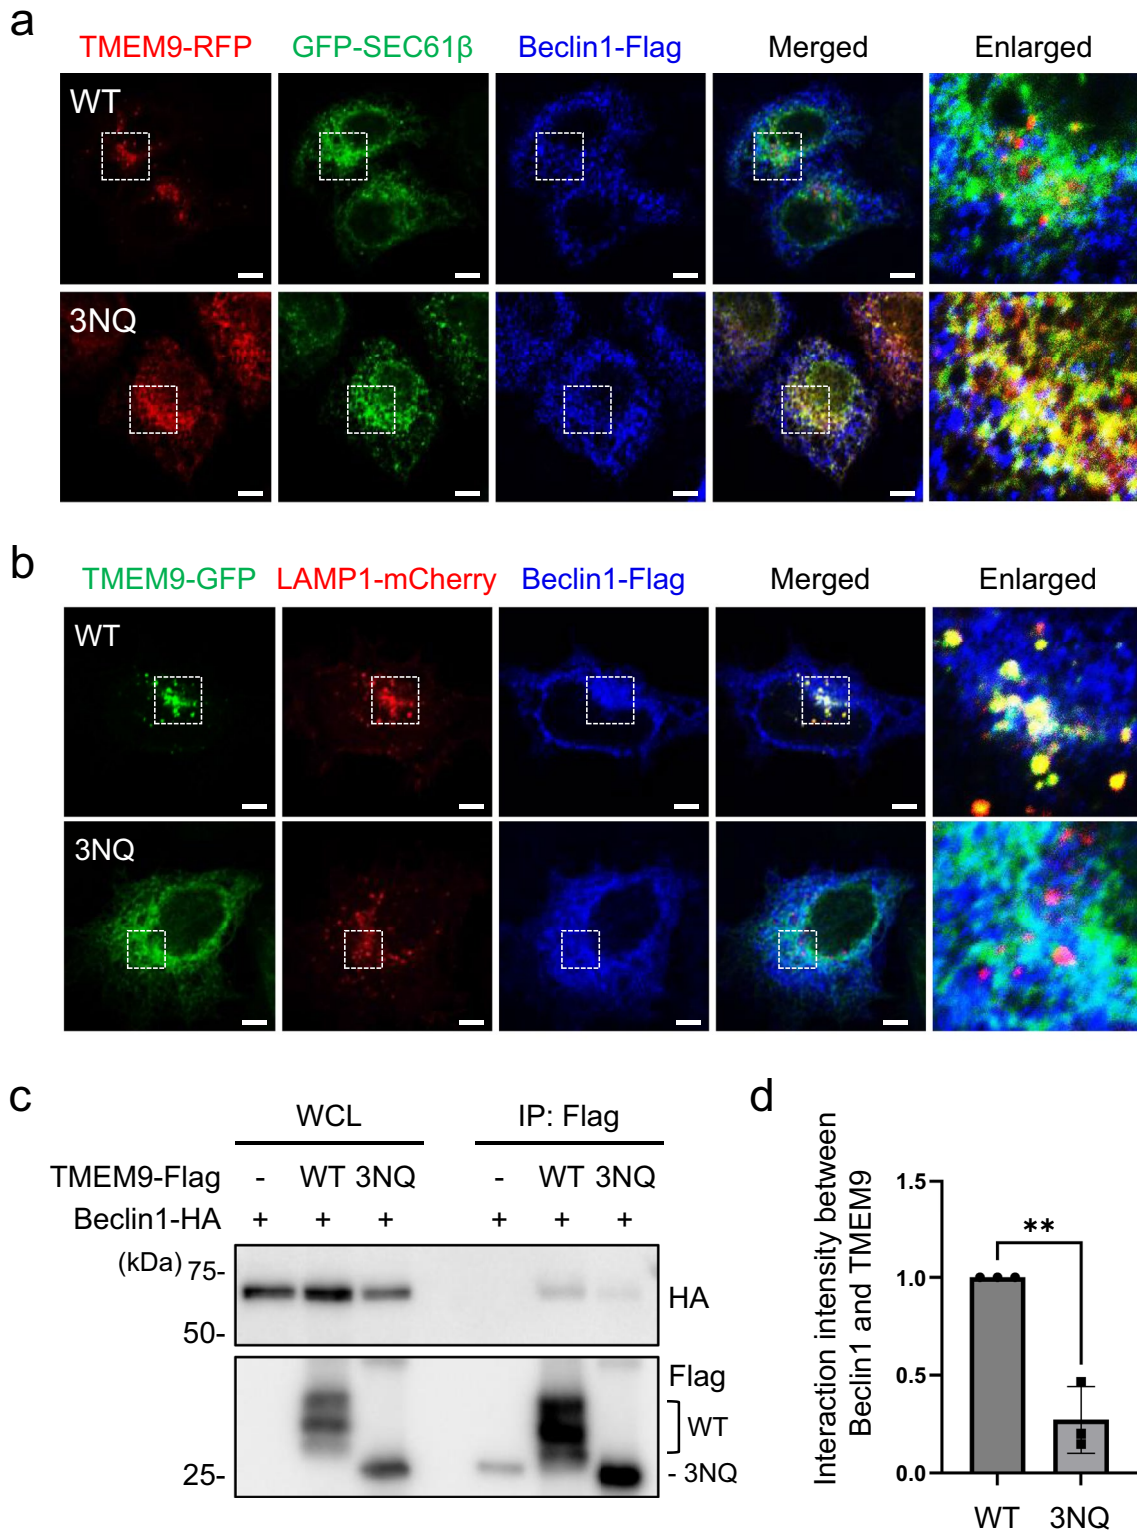 a
TMEM9-RFP GFP-SEC61β Beclin1-Flag Merged Enlarged
WT
3NQ
b
TMEM9-GFP LAMP1-mCherry Beclin1-Flag Merged Enlarged
WT
3NQ
c
WCL IP: Flag
TMEM9-Flag - WT 3NQ - WT 3NQ
Beclin1-HA + + + + + +
(kDa)
75-
50-
HA
Flag
WT
25-
- 3NQ
d
Interaction intensity between
Beclin1 and TMEM9
1.5
**
1.0
0.5
0.0
WT 3NQ